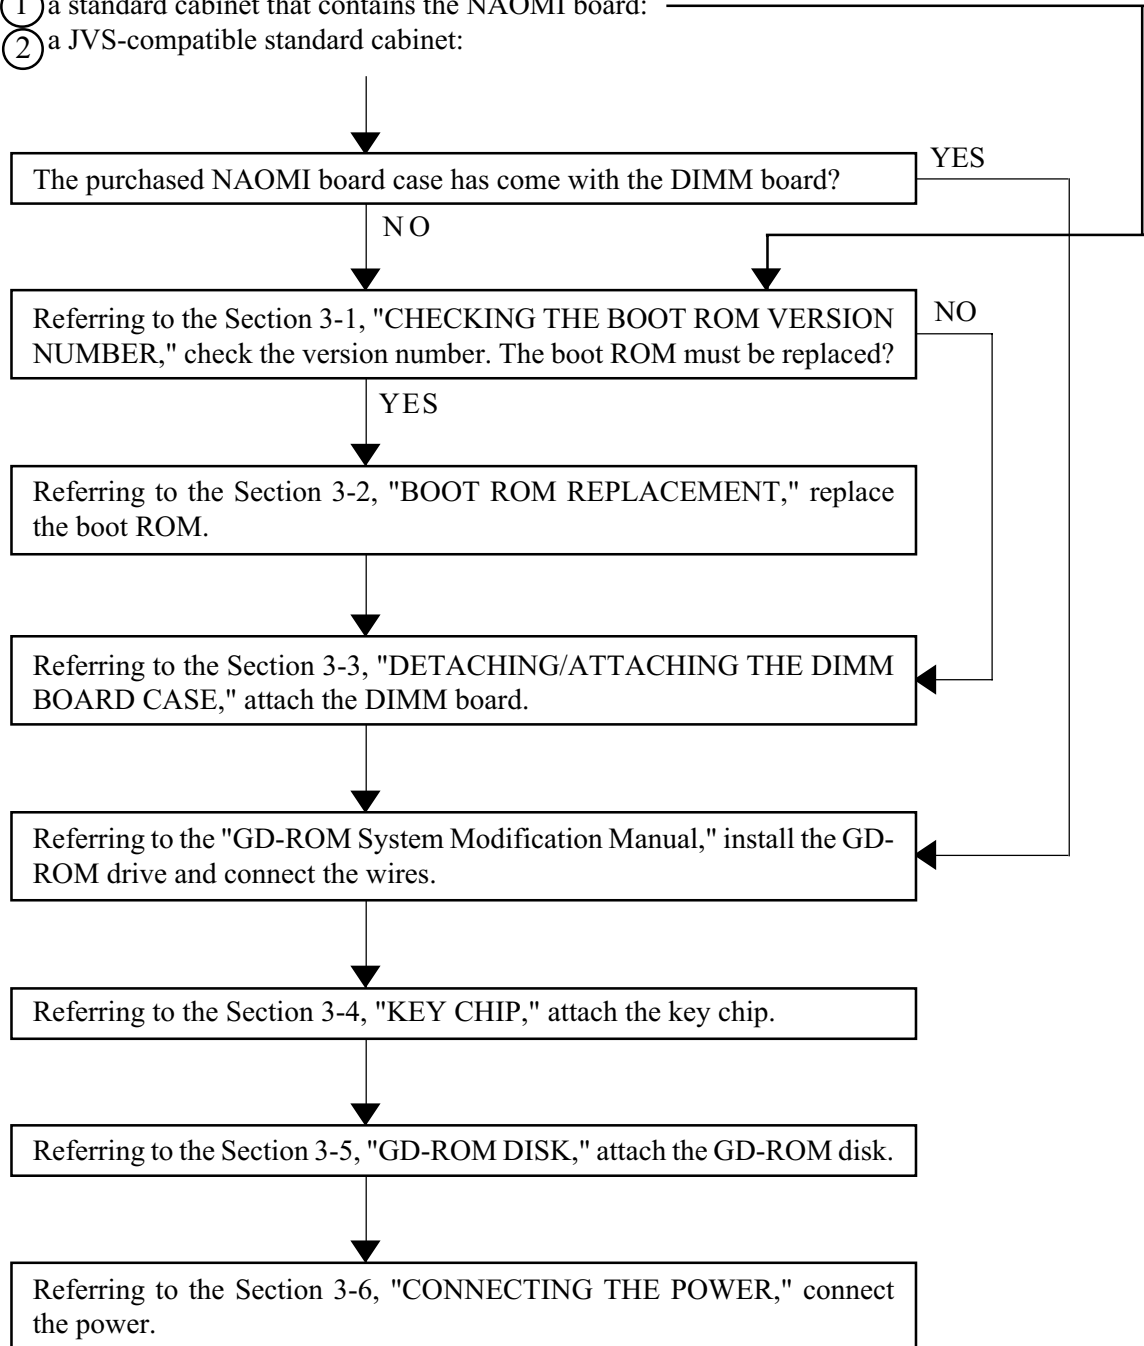 1 a standard cabinet that contains the NAOMI board:
2 a JVS-compatible standard cabinet:
The purchased NAOMI board case has come with the DIMM board?
YES
NO
Referring to the Section 3-1, "CHECKING THE BOOT ROM VERSION
NUMBER," check the version number. The boot ROM must be replaced?
NO
YES
Referring to the Section 3-2, "BOOT ROM REPLACEMENT," replace
the boot ROM.
Referring to the Section 3-3, "DETACHING/ATTACHING THE DIMM
BOARD CASE," attach the DIMM board.
Referring to the "GD-ROM System Modification Manual," install the GD-
ROM drive and connect the wires.
Referring to the Section 3-4, "KEY CHIP," attach the key chip.
Referring to the Section 3-5, "GD-ROM DISK," attach the GD-ROM disk.
Referring to the Section 3-6, "CONNECTING THE POWER," connect
the power.